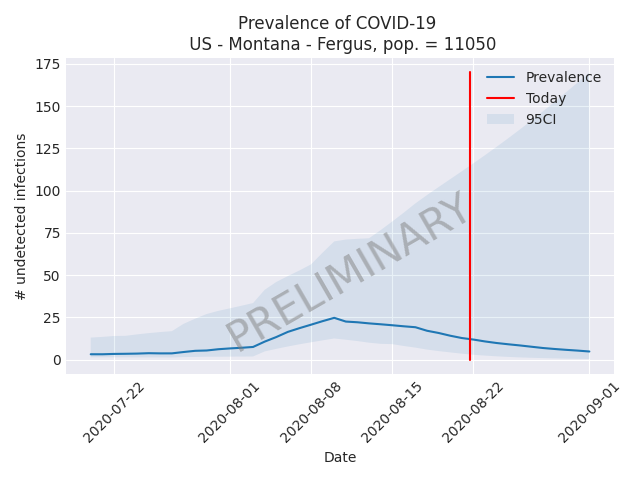 Prevalence of COVID-19
US - Montana - Fergus, pop. = 11050
175
150
125
100
75
50
25
0
# undetected infections
Prevalence
Today
95CI
PRELIMINARY
2020-07-22
2020-08-01
2020-08-08
2020-08-15
2020-08-22
2020-09-01
Date